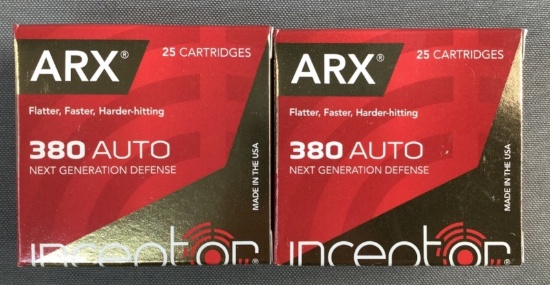 ARX®
25 CARTRIDGES
Flatter, Faster, Harder-hitting
380 AUTO
NEXT GENERATION DEFENSE
MADE IN THE USA
inceptor®
ARX®
25 CARTRIDGES
Flatter, Faster, Harder-hitting
380 AUTO
NEXT GENERATION DEFENSE
MADE IN THE USA
inceptor®